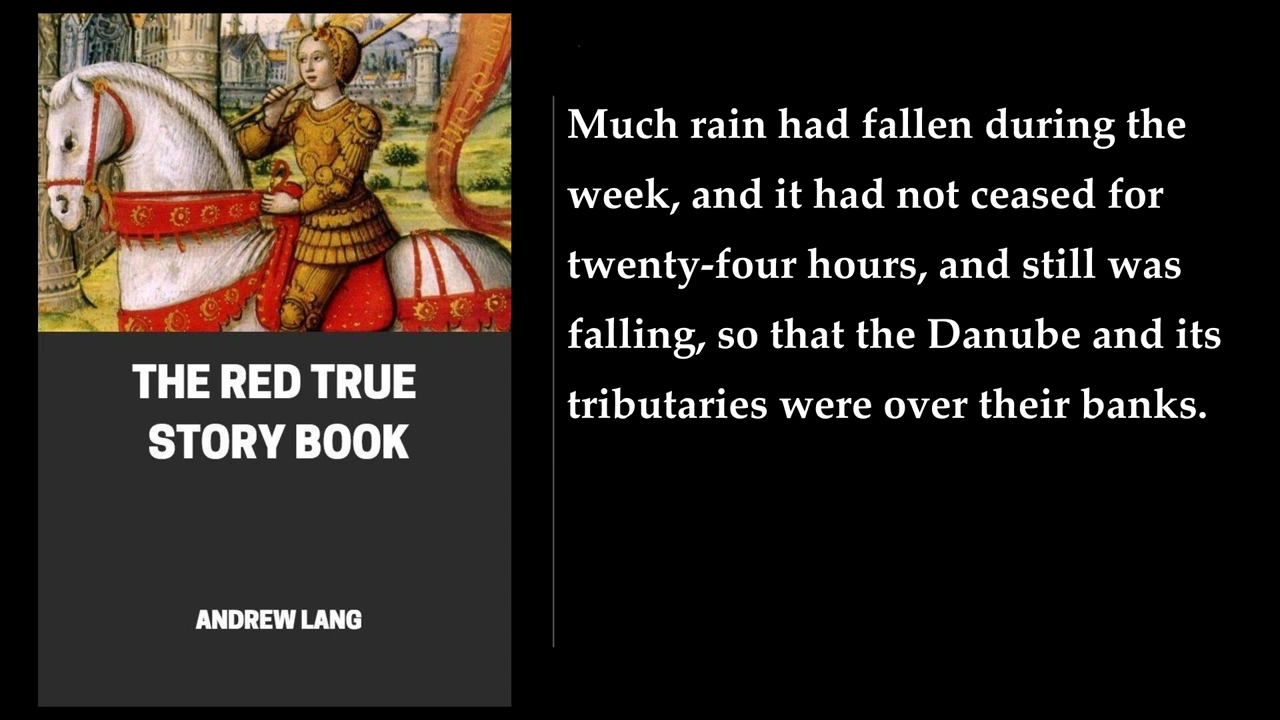 THE RED TRUE
STORY BOOK
ANDREW LANG
Much rain had fallen during the
week, and it had not ceased for
twenty-four hours, and still was
falling, so that the Danube and its
tributaries were over their banks.